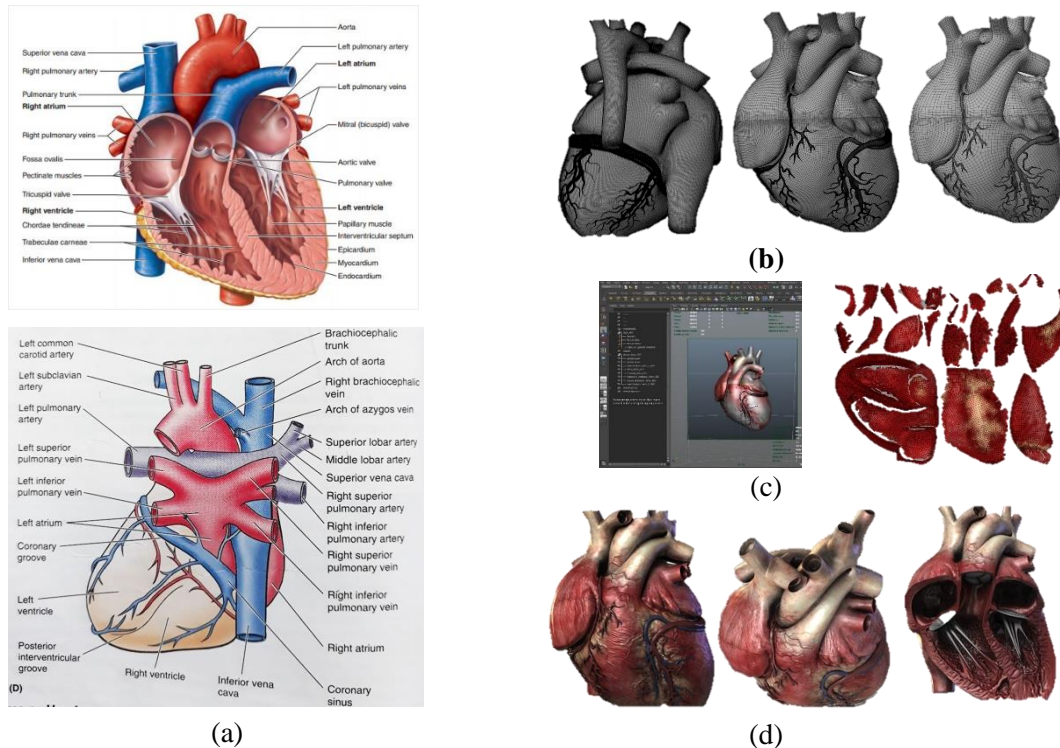 Superior vena cava
Right pulmonary artery
Pulmonary trunk
Right atrium
Right pulmonary veins
Fossa ovalis
Pectinate muscles
Tricuspid valve
Right ventricle
Chordae tendineae
Trabeculae carneae
Inferior vena cava
Aorta
Left pulmonary artery
Left atrium
Left pulmonary veins
Mitral (bicuspid) valve
Aortic valve
Pulmonary valve
Left ventricle
Papillary muscle
Interventricular septum
Epicardium
Myocardium
Endocardium
Left common
carotid artery
Left subclavian
artery
Left pulmonary
artery
Left superior
pulmonary vein
Left inferior
pulmonary vein
Left atrium
Coronary
groove
Left
ventricle
Posterior
interventricular
groove
(D)
Right ventricle
Inferior vena
cava
Brachiocephalic
trunk
Arch of aorta
Right brachiocephalic
vein
Arch of azygos vein
Superior lobar artery
Middle lobar artery
Superior vena cava
Right superior
pulmonary artery
Right inferior
pulmonary artery
Right superior
pulmonary vein
Right inferior
pulmonary vein
Right atrium
Coronary
sinus
(a)
(b)
(c)
(d)